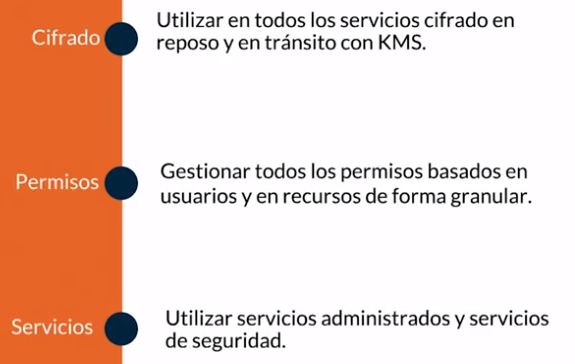 Cifrado
Utilizar en todos los servicios cifrado en
reposo y en tránsito con KMS.
Permisos
Gestionar todos los permisos basados en
usuarios y en recursos de forma granular.
Servicios
Utilizar servicios administrados y servicios
de seguridad.